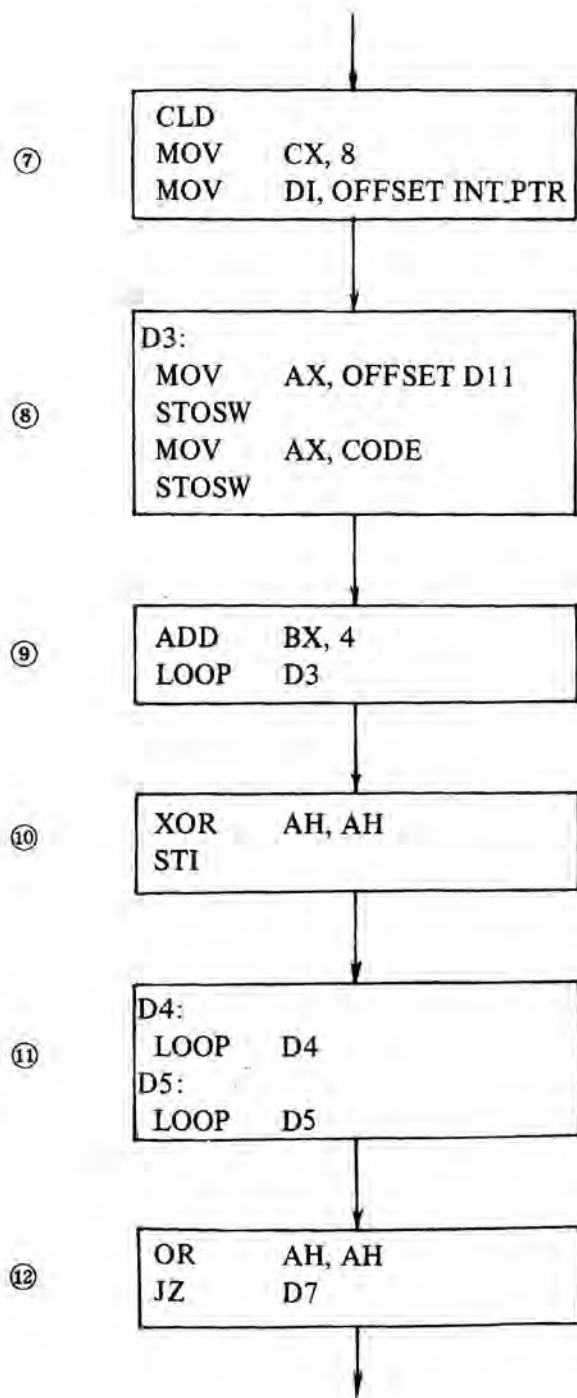 ⑦
CLD
MOV CX, 8
MOV DI, OFFSET INT_PTR
⑧
D3:
MOV AX, OFFSET D11
STOSW
MOV AX, CODE
STOSW
⑨
ADD BX, 4
LOOP D3
⑩
XOR AH, AH
STI
⑪
D4:
LOOP D4
D5:
LOOP D5
⑫
OR AH, AH
JZ D7